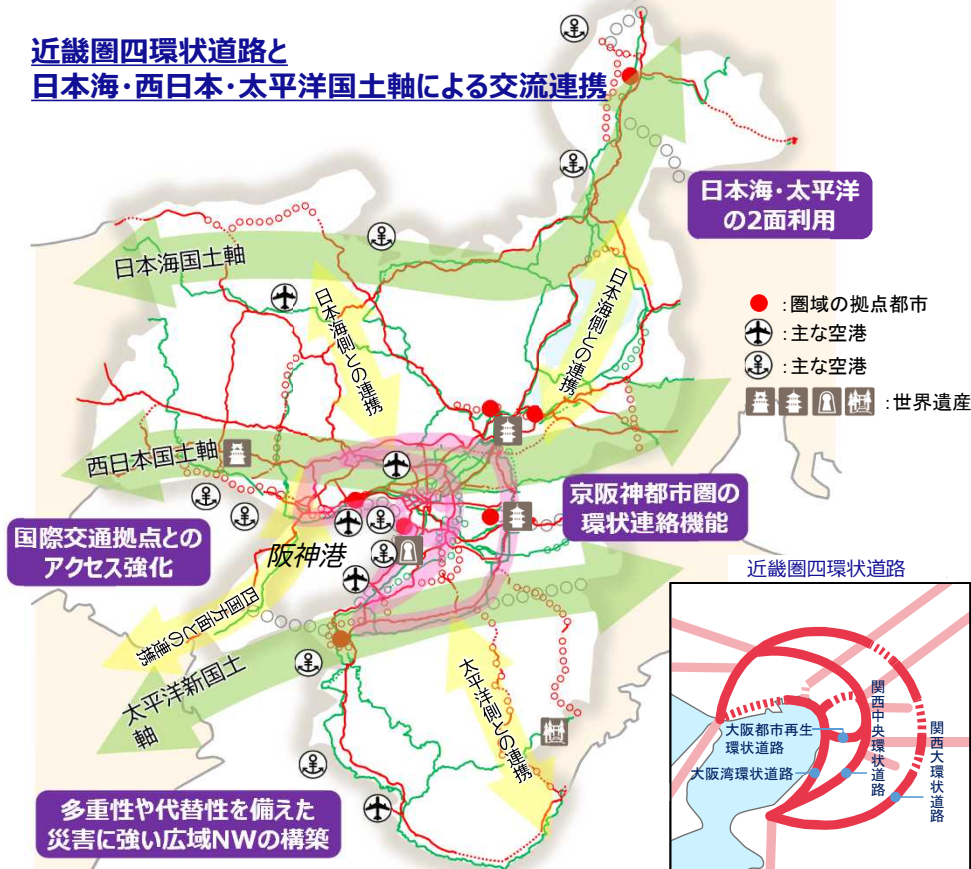 近畿圏四環状道路と
日本海・西日本・太平洋国土軸による交流連携
日本海・太平洋
の2面利用
日本海国土軸
日本海側との連携
日本海側との連携
:圏域の拠点都市
:主な空港
:主な空港
:世界遺産
西日本国土軸
京阪神都市圏の
環状連絡機能
国際交通拠点との
アクセス強化
阪神港
四国方面との連携
太平洋新国土
軸
太平洋側との連携
多重性や代替性を備えた
災害に強い広域NWの構築
近畿圏四環状道路
大阪都市再生
環状道路
大阪湾環状道路
関西中央環状道路
関西大環状道路